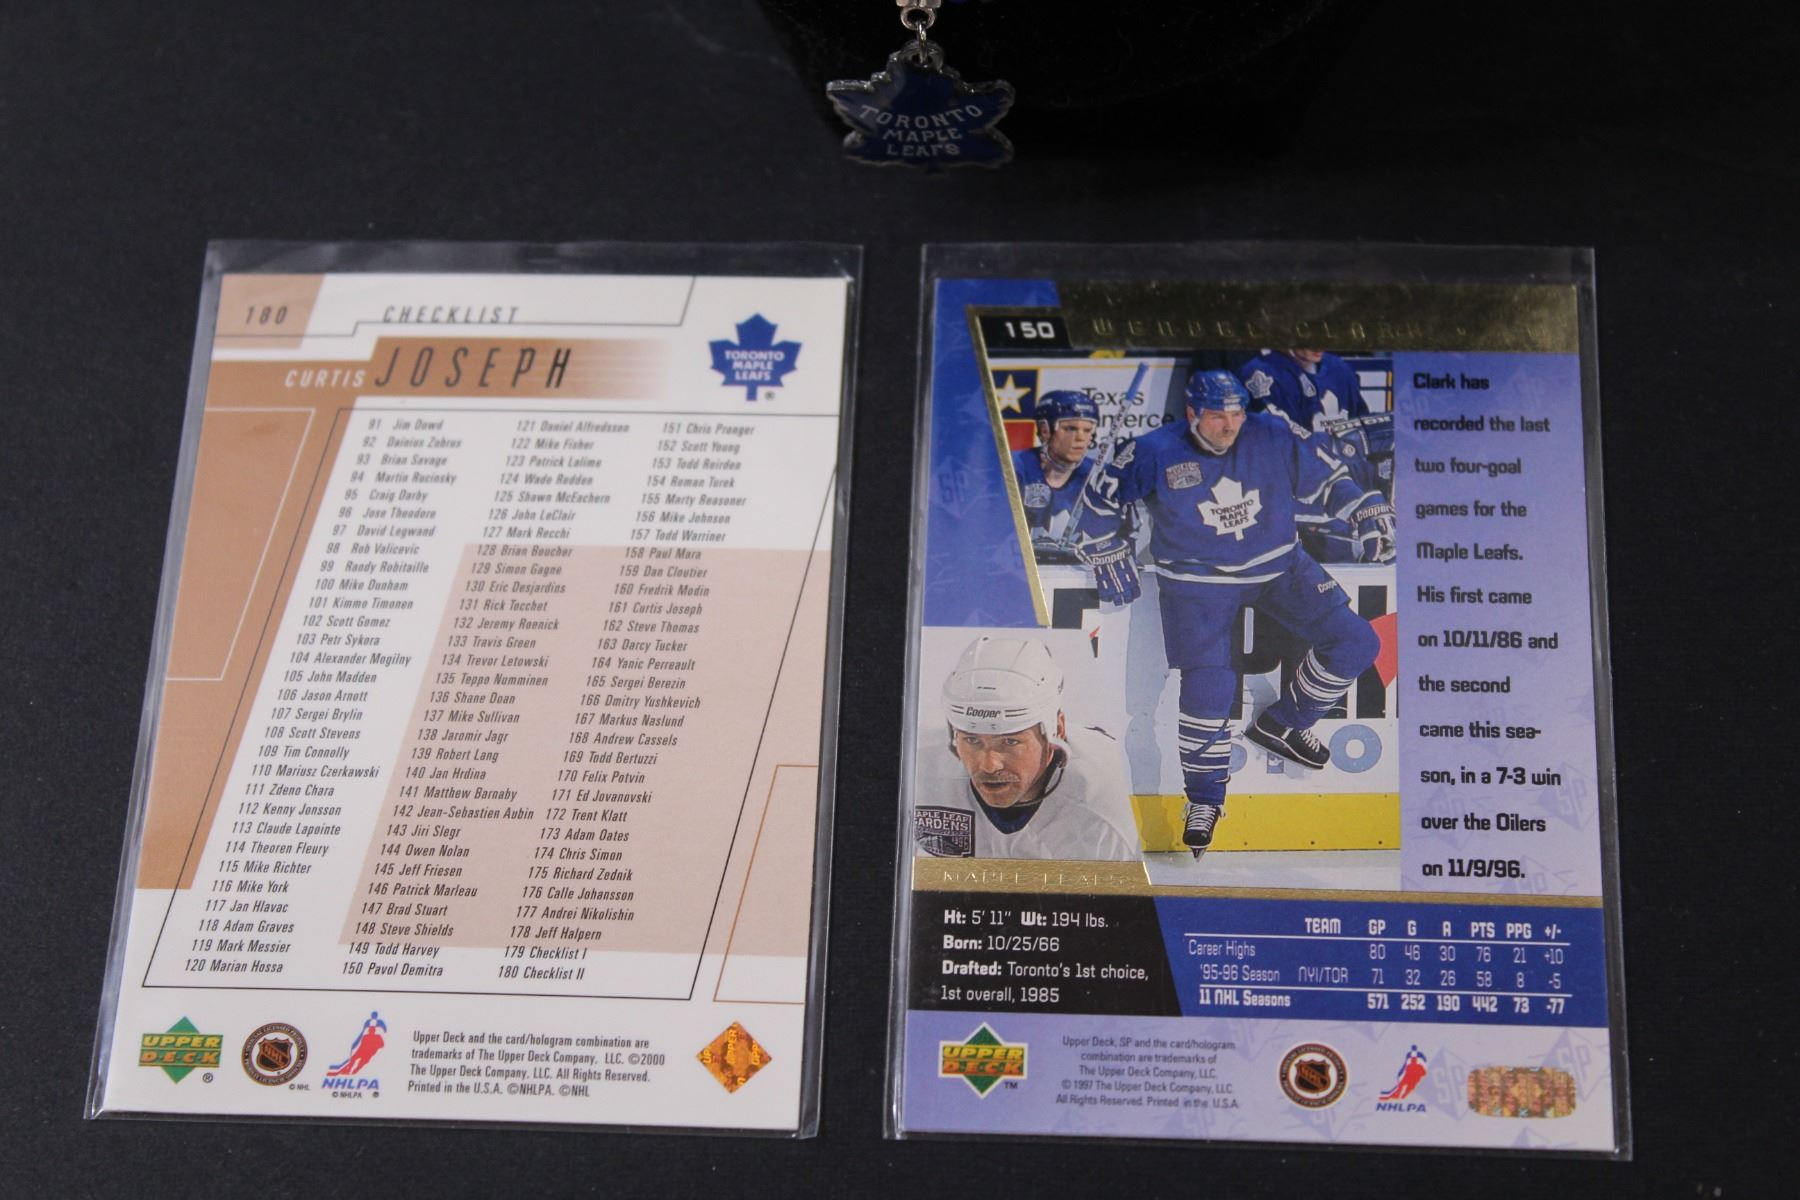 TORONTO
MAPLE
LEAFS
180
CHECKLIST
CURTIS JOSEPH
TORONTO
MAPLE
LEAFS
®
91 Jim Dowd
92 Dainius Zubrus
93 Brian Savage
94 Martin Rucinsky
95 Craig Darby
96 Jose Theodore
97 David Legwand
98 Rob Valicevic
99 Randy Robitaille
100 Mike Dunham
101 Kimmo Timonen
102 Scott Gomez
103 Petr Sykora
104 Alexander Mogilny
105 John Madden
106 Jason Arnott
107 Sergei Brylin
108 Scott Stevens
109 Tim Connolly
110 Mariusz Czerkawski
111 Zdeno Chara
112 Kenny Jonsson
113 Claude Lapointe
114 Theoren Fleury
115 Mike Richter
116 Mike York
117 Jan Hlavac
118 Adam Graves
119 Mark Messier
120 Marian Hossa
121 Daniel Alfredsson
122 Mike Fisher
123 Patrick Lalime
124 Wade Redden
125 Shawn McEachern
126 John LeClair
127 Mark Recchi
128 Brian Boucher
129 Simon Gagne
130 Eric Desjardins
131 Rick Tocchet
132 Jeremy Roenick
133 Travis Green
134 Trevor Letowski
135 Teppo Numminen
136 Shane Doan
137 Mike Sullivan
138 Jaromir Jagr
139 Robert Lang
140 Jan Hrdina
141 Matthew Barnaby
142 Jean-Sebastien Aubin
143 Jiri Slegr
144 Owen Nolan
145 Jeff Friesen
146 Patrick Marleau
147 Brad Stuart
148 Steve Shields
149 Todd Harvey
150 Pavol Demitra
151 Chris Pronger
152 Scott Young
153 Todd Reirden
154 Roman Turek
155 Marty Reasoner
156 Mike Johnson
157 Todd Warriner
158 Paul Mara
159 Dan Cloutier
160 Fredrik Modin
161 Curtis Joseph
162 Steve Thomas
163 Darcy Tucker
164 Yanic Perreault
165 Sergei Berezin
166 Dmitry Yushkevich
167 Markus Naslund
168 Andrew Cassels
169 Todd Bertuzzi
170 Felix Potvin
171 Ed Jovanovski
172 Trent Klatt
173 Adam Oates
174 Chris Simon
175 Richard Zednik
176 Calle Johansson
177 Andrei Nikolishin
178 Jeff Halpern
179 Checklist I
180 Checklist II
UPPER
DECK
®
NHL
© NHL
NHLPA
© NHLPA ®
Upper Deck and the card/hologram combination are
trademarks of The Upper Deck Company, LLC. ©2000
The Upper Deck Company, LLC. All Rights Reserved.
Printed in the U.S.A. ©NHLPA. ©NHL
150
WENDEL CLARK
Texas
Cooper
TORONTO
MAPLE
LEAFS
Cooper
Cooper
Cooper
Cooper
MAPLE LEAF
GARDENS
MAPLE LEAFS
Clark has
recorded the last
two four-goal
games for the
Maple Leafs.
His first came
on 10/11/86 and
the second
came this sea-
son, in a 7-3 win
over the Oilers
on 11/9/96.
Ht: 5' 11" Wt: 194 lbs.
Born: 10/25/66
Drafted: Toronto's 1st choice,
1st overall, 1985
TEAM GP G A PTS PPG +/-
Career Highs 80 46 30 76 21 +10
'95-96 Season NYI/TOR 71 32 26 58 8 -5
11 NHL Seasons 571 252 190 442 73 -77
UPPER
DECK
™
Upper Deck, SP and the card/hologram
combination are trademarks of
The Upper Deck Company, LLC.
© 1997 The Upper Deck Company, LLC.
All Rights Reserved. Printed in the U.S.A.
NHL
NHLPA